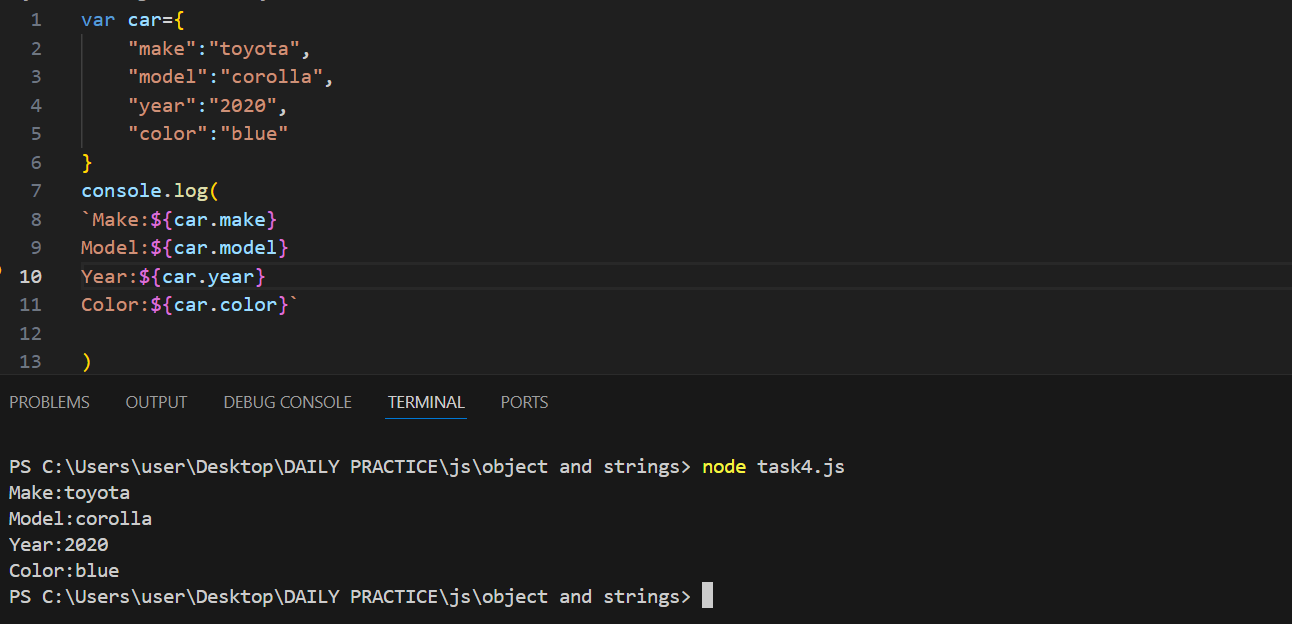 1 var car={
2 "make":"toyota",
3 "model":"corolla",
4 "year":"2020",
5 "color":"blue"
6 }
7 console.log(
8 `Make:${car.make}
9 Model:${car.model}
10 Year:${car.year}
11 Color:${car.color}`
12
13 )
PROBLEMS OUTPUT DEBUG CONSOLE TERMINAL PORTS
PS C:\Users\user\Desktop\DAILY PRACTICE\js\object and strings> node task4.js
Make:toyota
Model:corolla
Year:2020
Color:blue
PS C:\Users\user\Desktop\DAILY PRACTICE\js\object and strings>